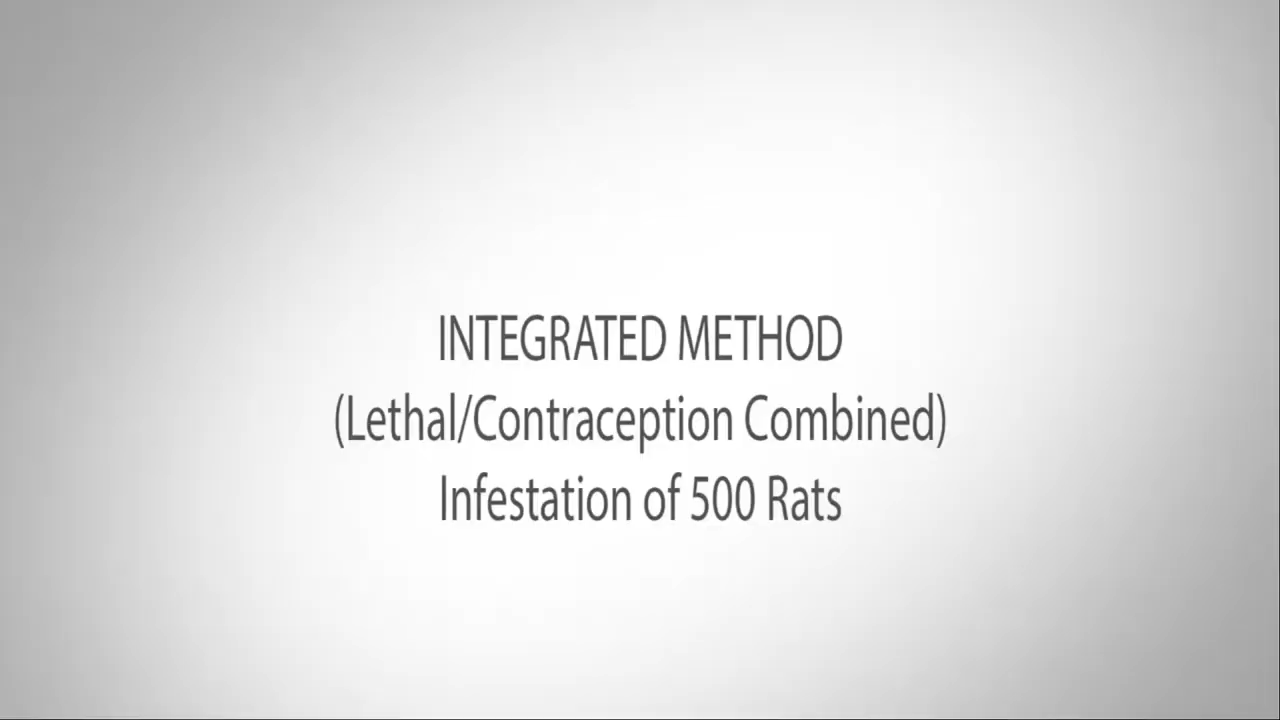 INTEGRATED METHOD
(Lethal/Contraception Combined)
Infestation of 500 Rats